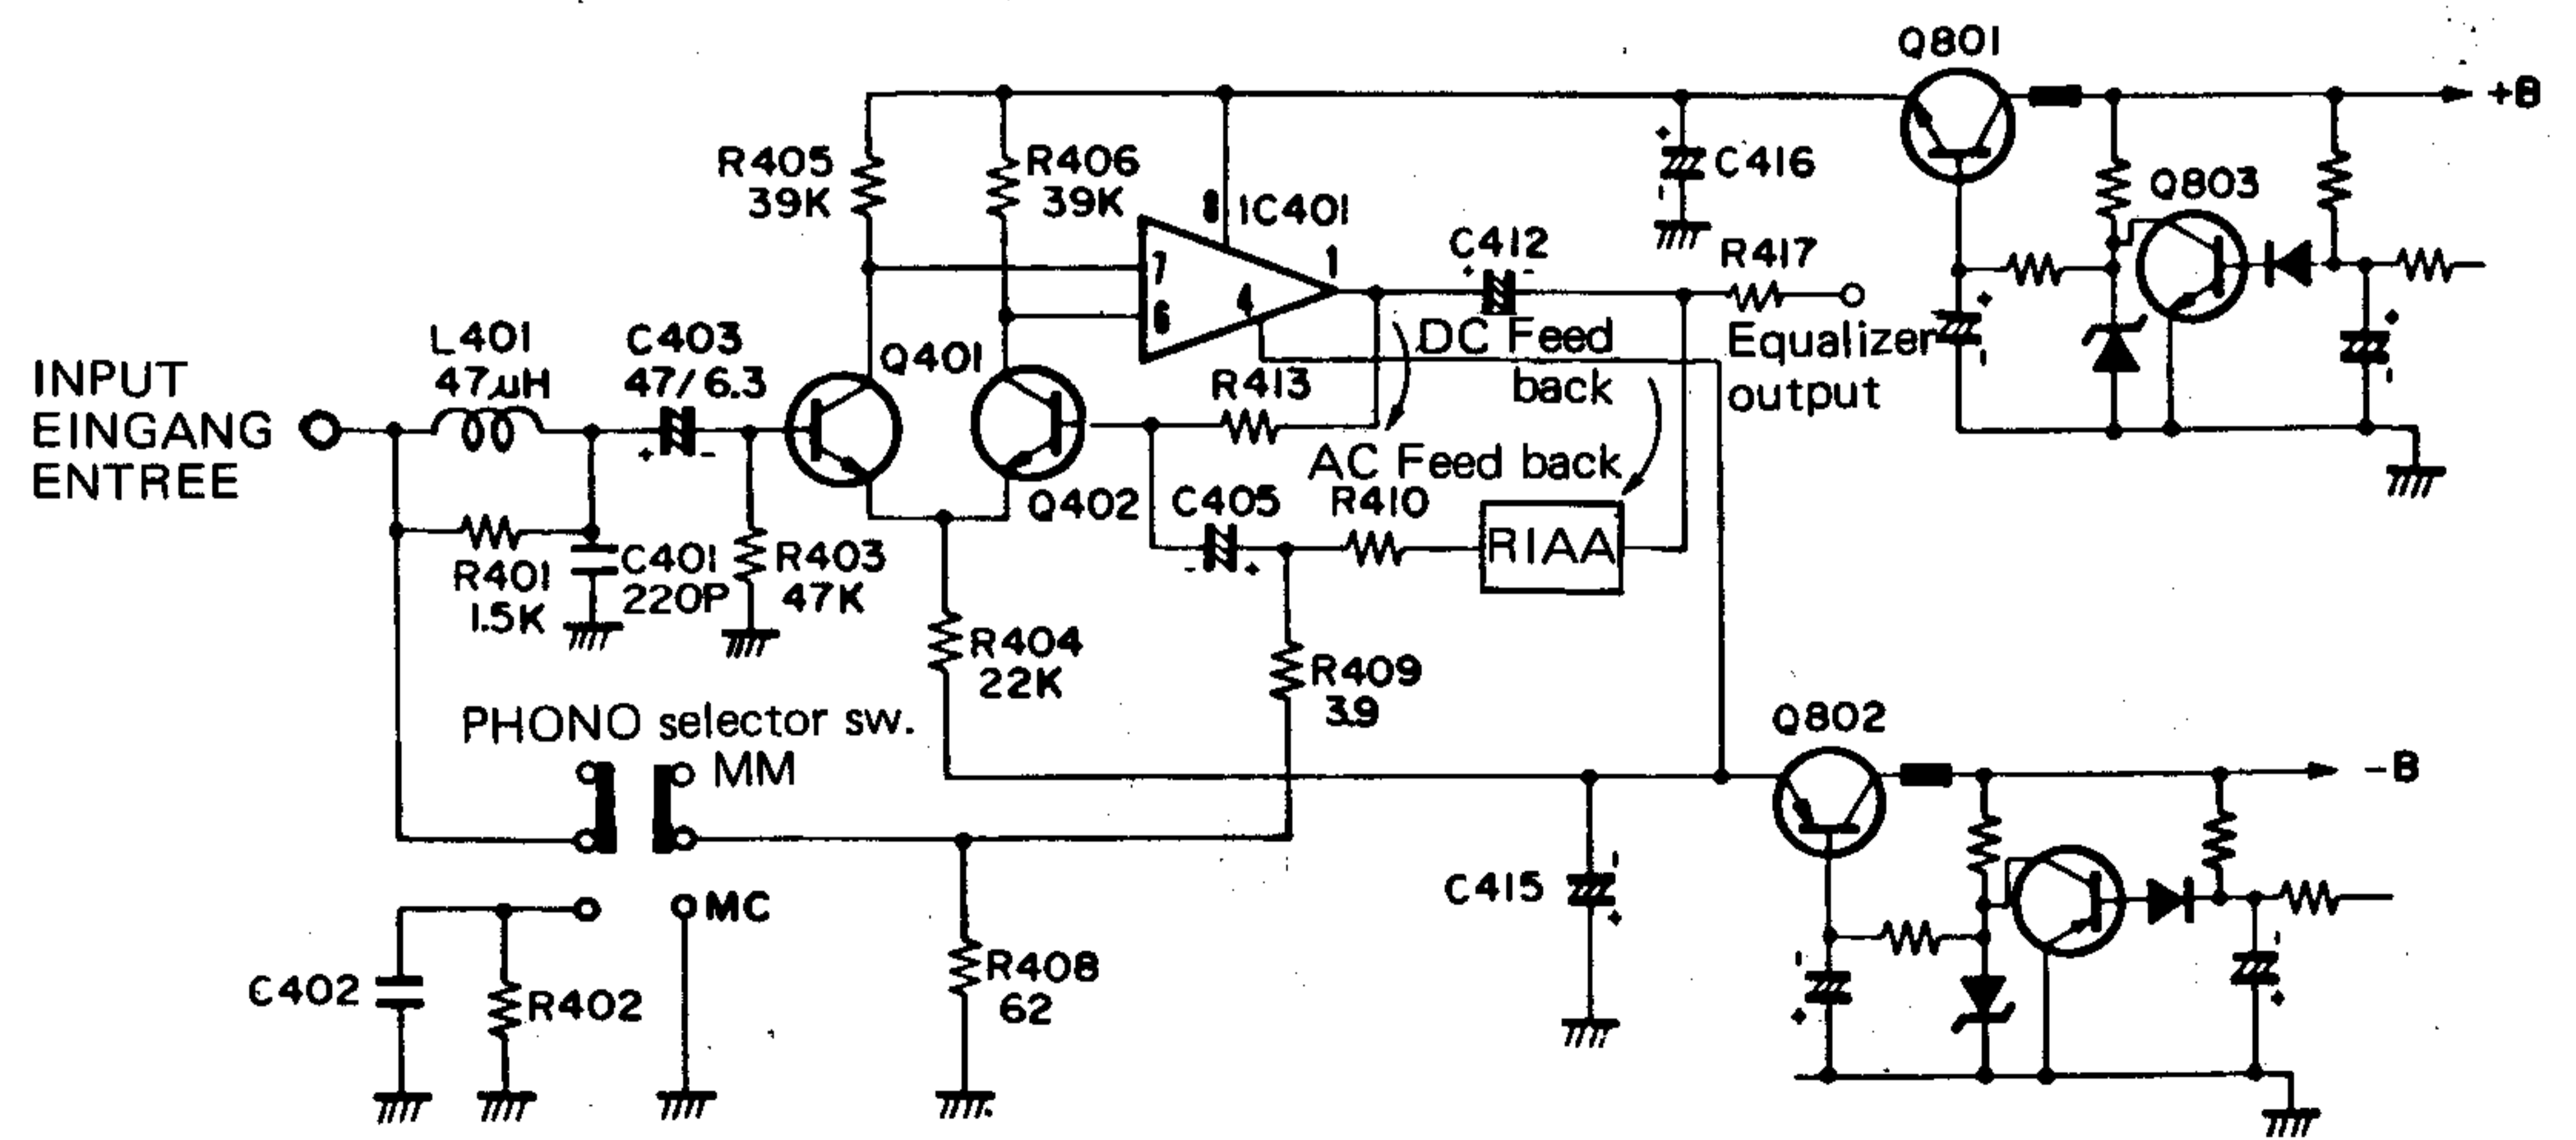 Q801
+B
R405
39K
R406
39K
+
-
C416
Q803
8
IC401
7
6
4
1
C412
+ -
R417
DC Feed
back
Equalizer
output
+
-
+
-
INPUT
EINGANG
ENTREE
L401
47µH
C403
47/6.3
+ -
Q401
Q402
R413
AC Feed back
C405
- +
R410
RIAA
R401
1.5K
C401
220P
R403
47K
R404
22K
R409
3.9
PHONO selector sw.
MM
Q802
-B
MC
C402
R402
R408
62
C415
-
+
-
+
-
+